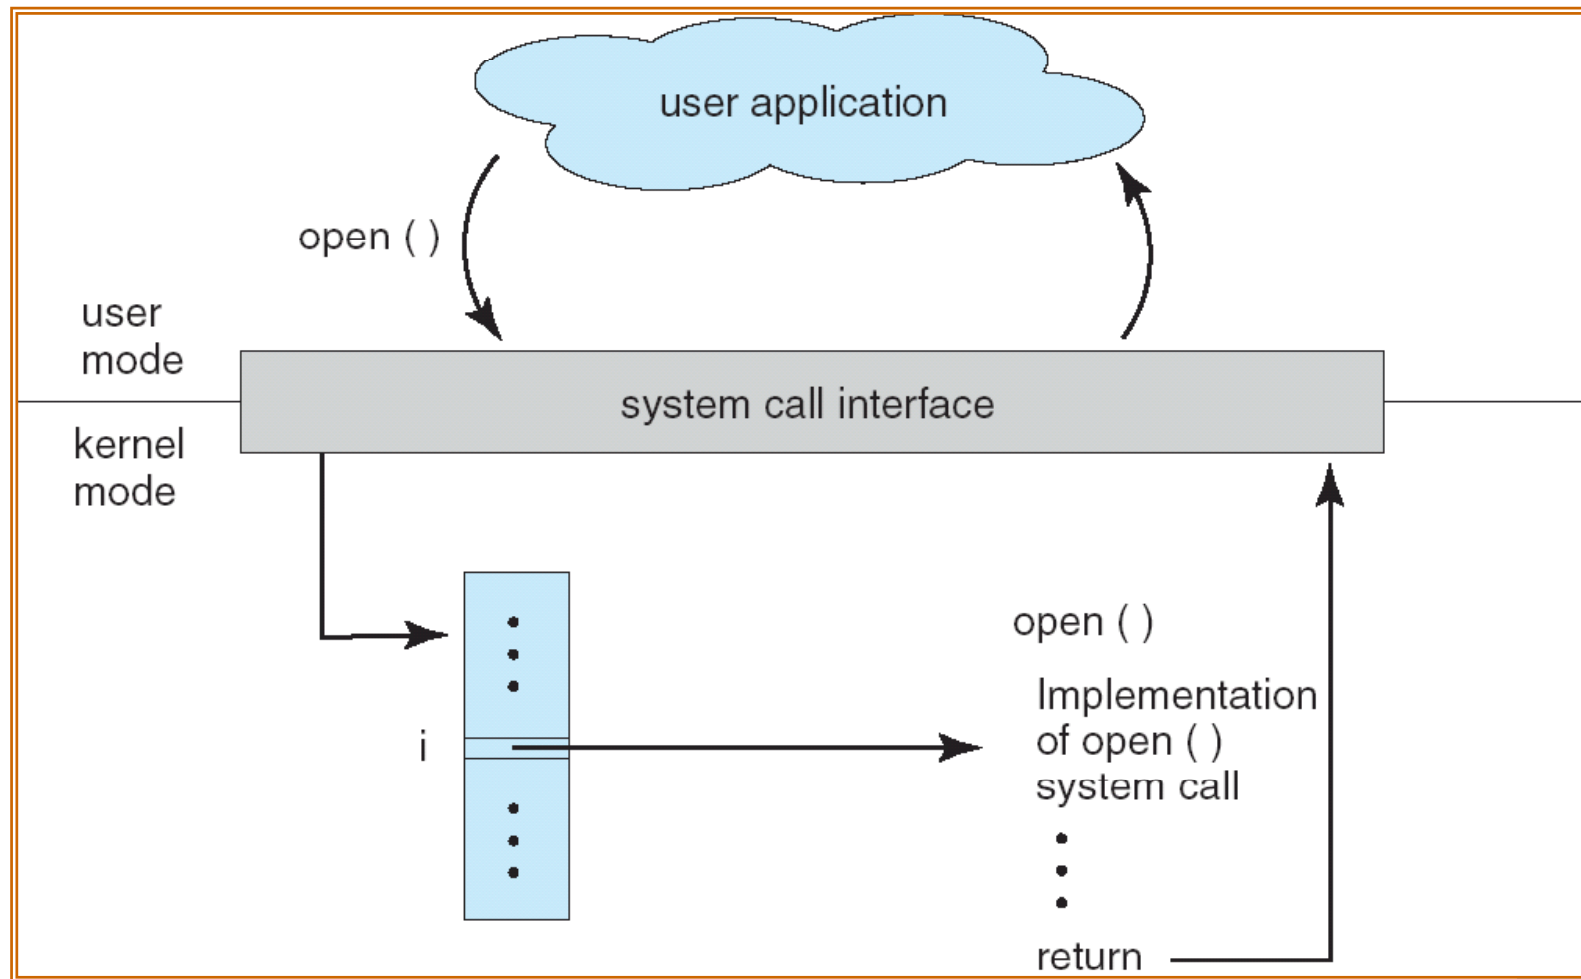 user application
open ( )
user
mode
system call interface
kernel
mode
open ( )
i
Implementation
of open ( )
system call
return